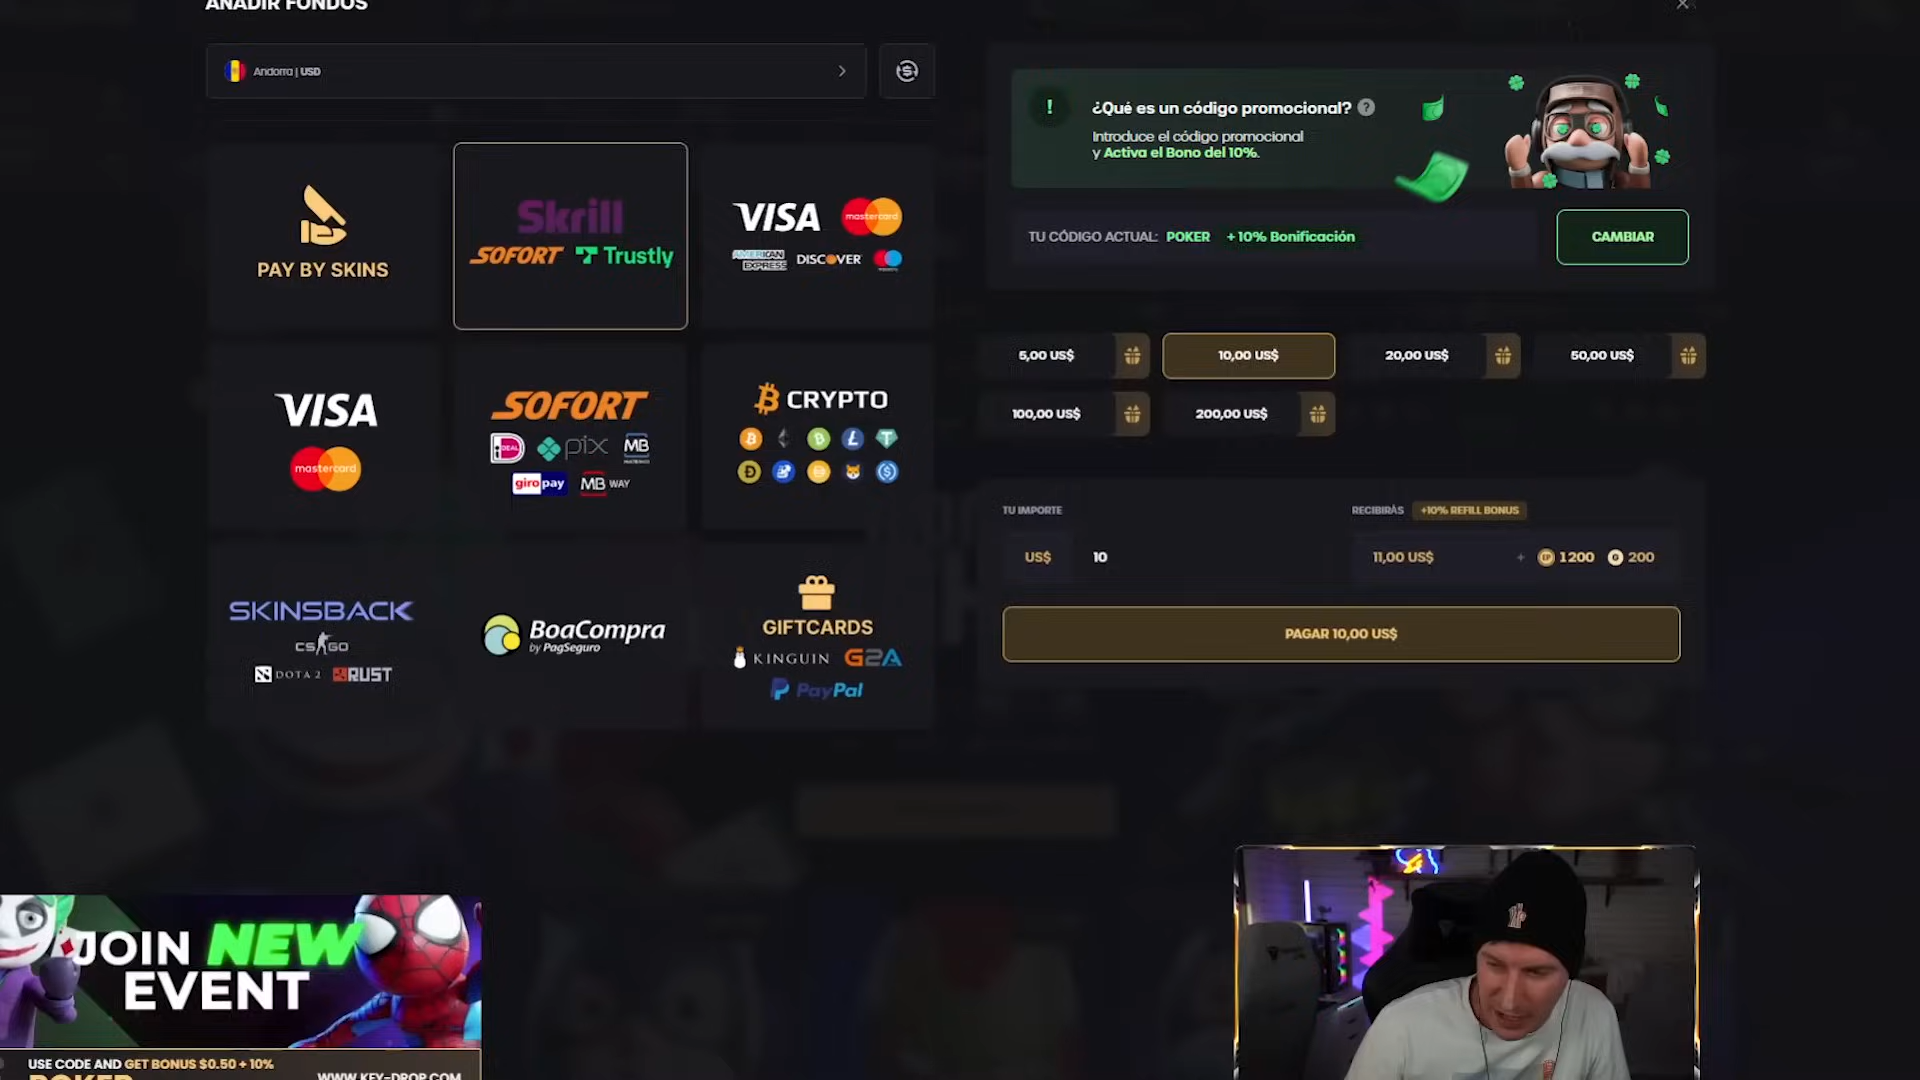 AÑADIR FONDOS
Andorra | USD
PAY BY SKINS
Skrill
SOFORT Trustly
VISA mastercard
AMERICAN EXPRESS DISCOVER
VISA
mastercard
SOFORT
iDEAL pix MB
giropay MB WAY
CRYPTO
SKINSBACK
CS:GO
DOTA 2 RUST
BoaCompra
by PagSeguro
GIFTCARDS
KINGUIN G2A
PayPal
¿Qué es un código promocional? ?
Introduce el código promocional
y Activa el Bono del 10%.
TU CÓDIGO ACTUAL: POKER +10% Bonificación
CAMBIAR
5,00 US$
10,00 US$
20,00 US$
50,00 US$
100,00 US$
200,00 US$
TU IMPORTE
US$ 10
RECIBIRÁS +10% REFILL BONUS
11,00 US$ + 1200 200
PAGAR 10,00 US$
JOIN NEW
EVENT
USE CODE AND GET BONUS $0.50 + 10%
POKER
WWW.KEY-DROP.COM